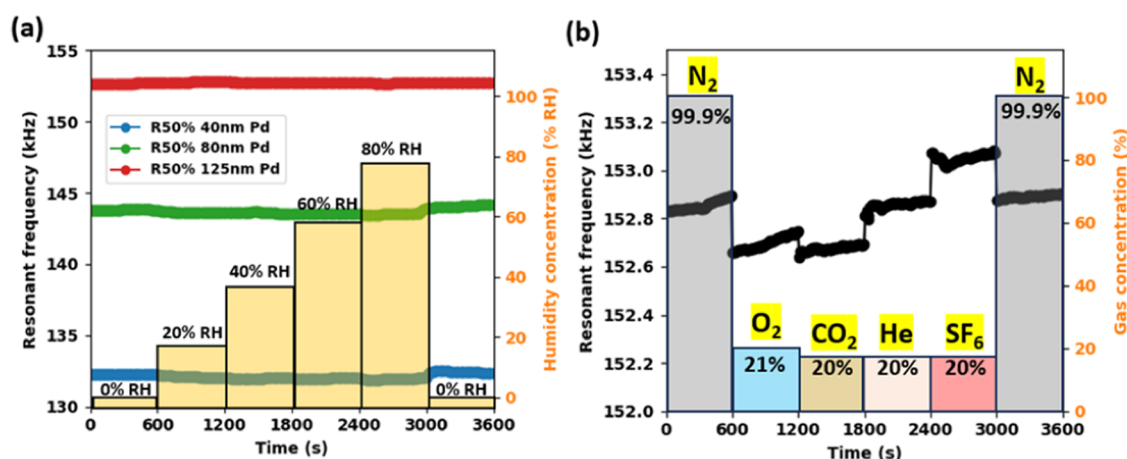 (a)
155
150
145
140
135
130
Resonant frequency (kHz)
R50% 40nm Pd
R50% 80nm Pd
R50% 125nm Pd
0% RH
20% RH
40% RH
60% RH
80% RH
0% RH
100
80
60
40
20
0
Humidity concentration (% RH)
0 600 1200 1800 2400 3000 3600
Time (s)
(b)
153.4
153.2
153.0
152.8
152.6
152.4
152.2
152.0
Resonant frequency (kHz)
N₂
99.9%
O₂
21%
CO₂
20%
He
20%
SF₆
20%
N₂
99.9%
100
80
60
40
20
0
Gas concentration (%)
0 600 1200 1800 2400 3000 3600
Time (s)